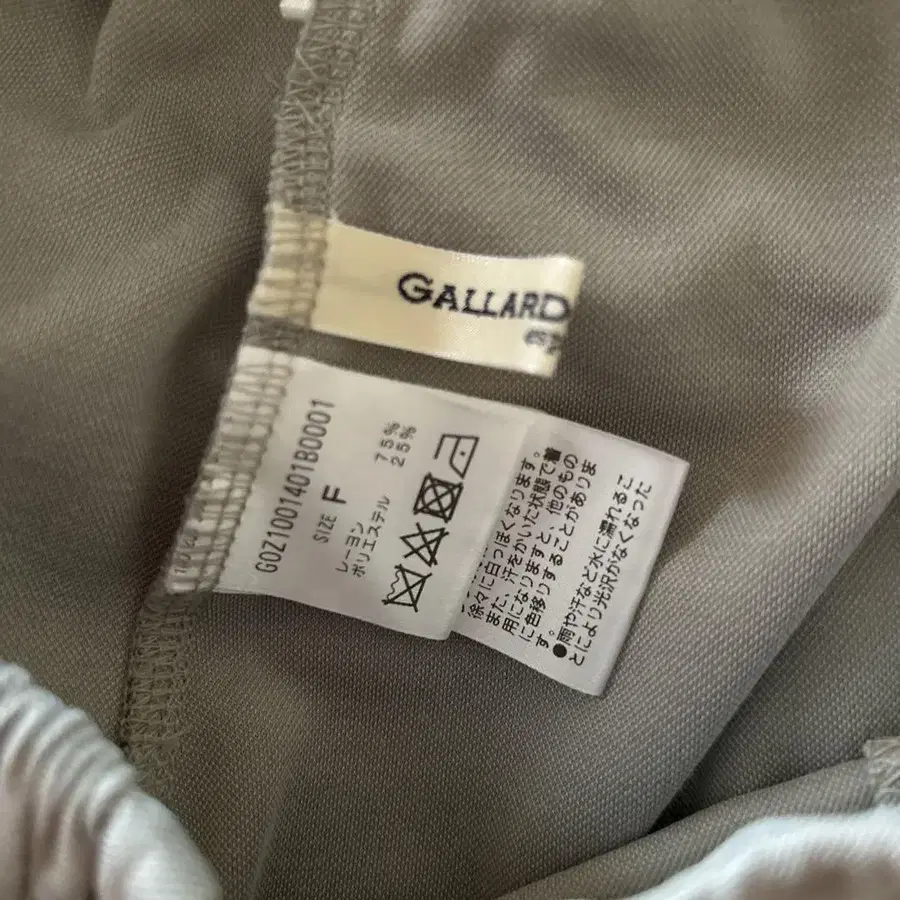 GALLARD
G0Z1001401B0001
SIZE F
レーヨン 75%
ポリエステル 25%
徐々に白っぽくなります。
また、汗をかいた状態で着
用になりますと、他のもの
に色移りすることがありま
す。
●雨や汗など水に濡れるこ
とにより光沢がなくなった